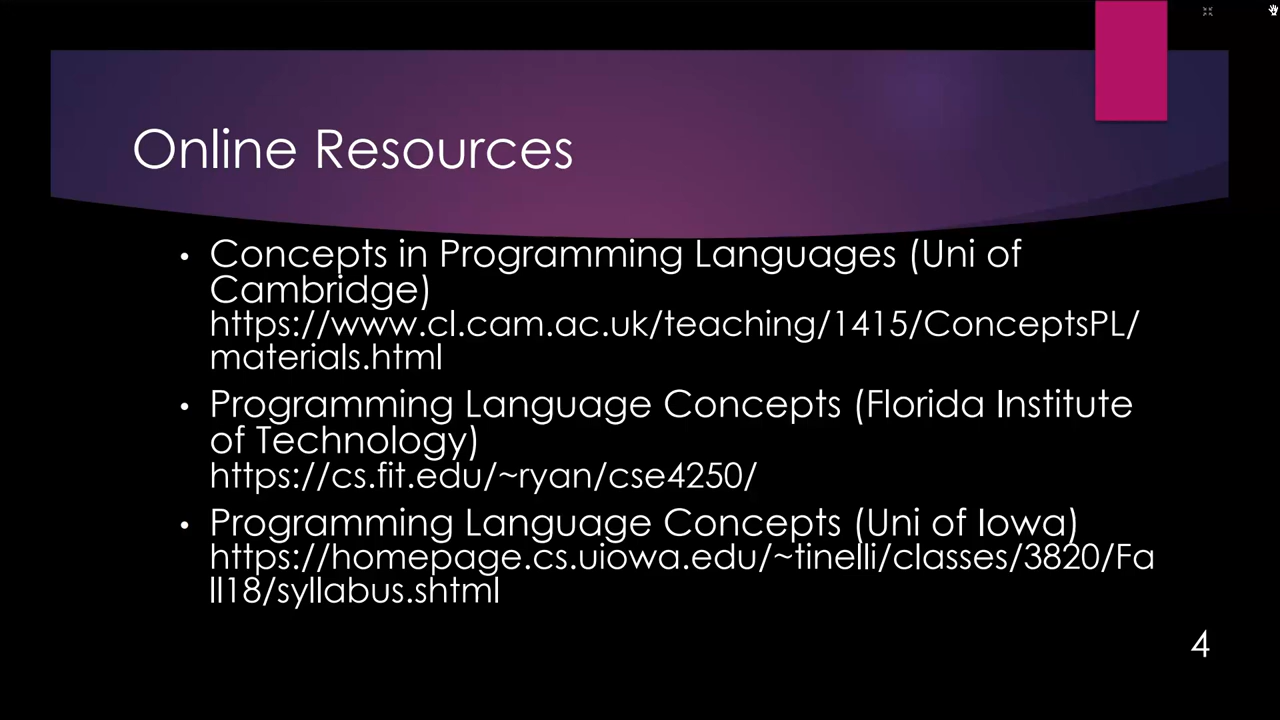 Online Resources
• Concepts in Programming Languages (Uni of
Cambridge)
https://www.cl.cam.ac.uk/teaching/1415/ConceptsPL/
materials.html
• Programming Language Concepts (Florida Institute
of Technology)
https://cs.fit.edu/~ryan/cse4250/
• Programming Language Concepts (Uni of Iowa)
https://homepage.cs.uiowa.edu/~tinelli/classes/3820/Fa
ll18/syllabus.shtml
4